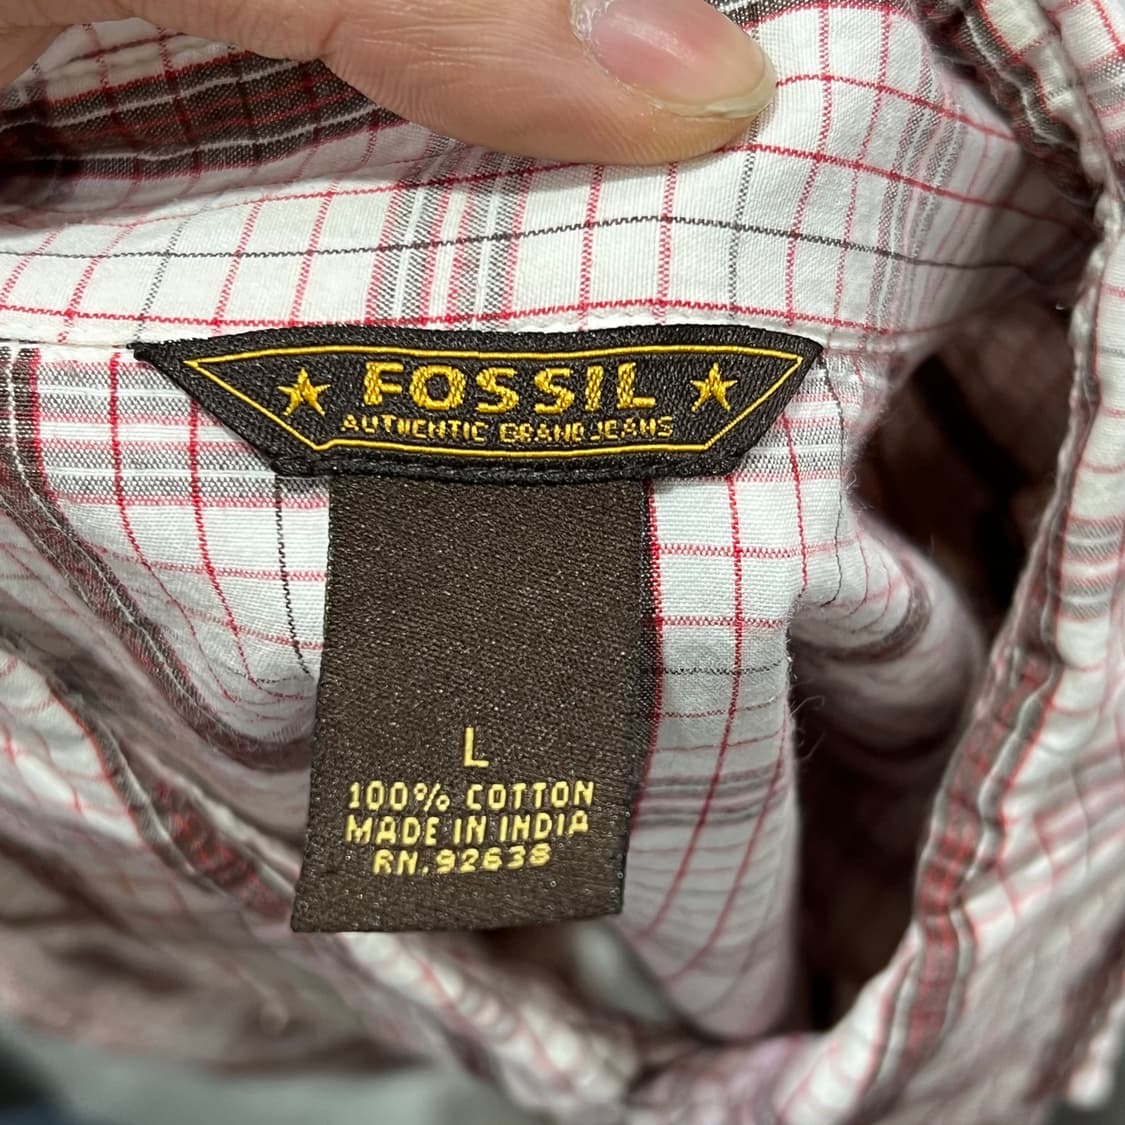 FOSSIL
AUTHENTIC BRAND JEANS
L
100% COTTON
MADE IN INDIA
RN.92638